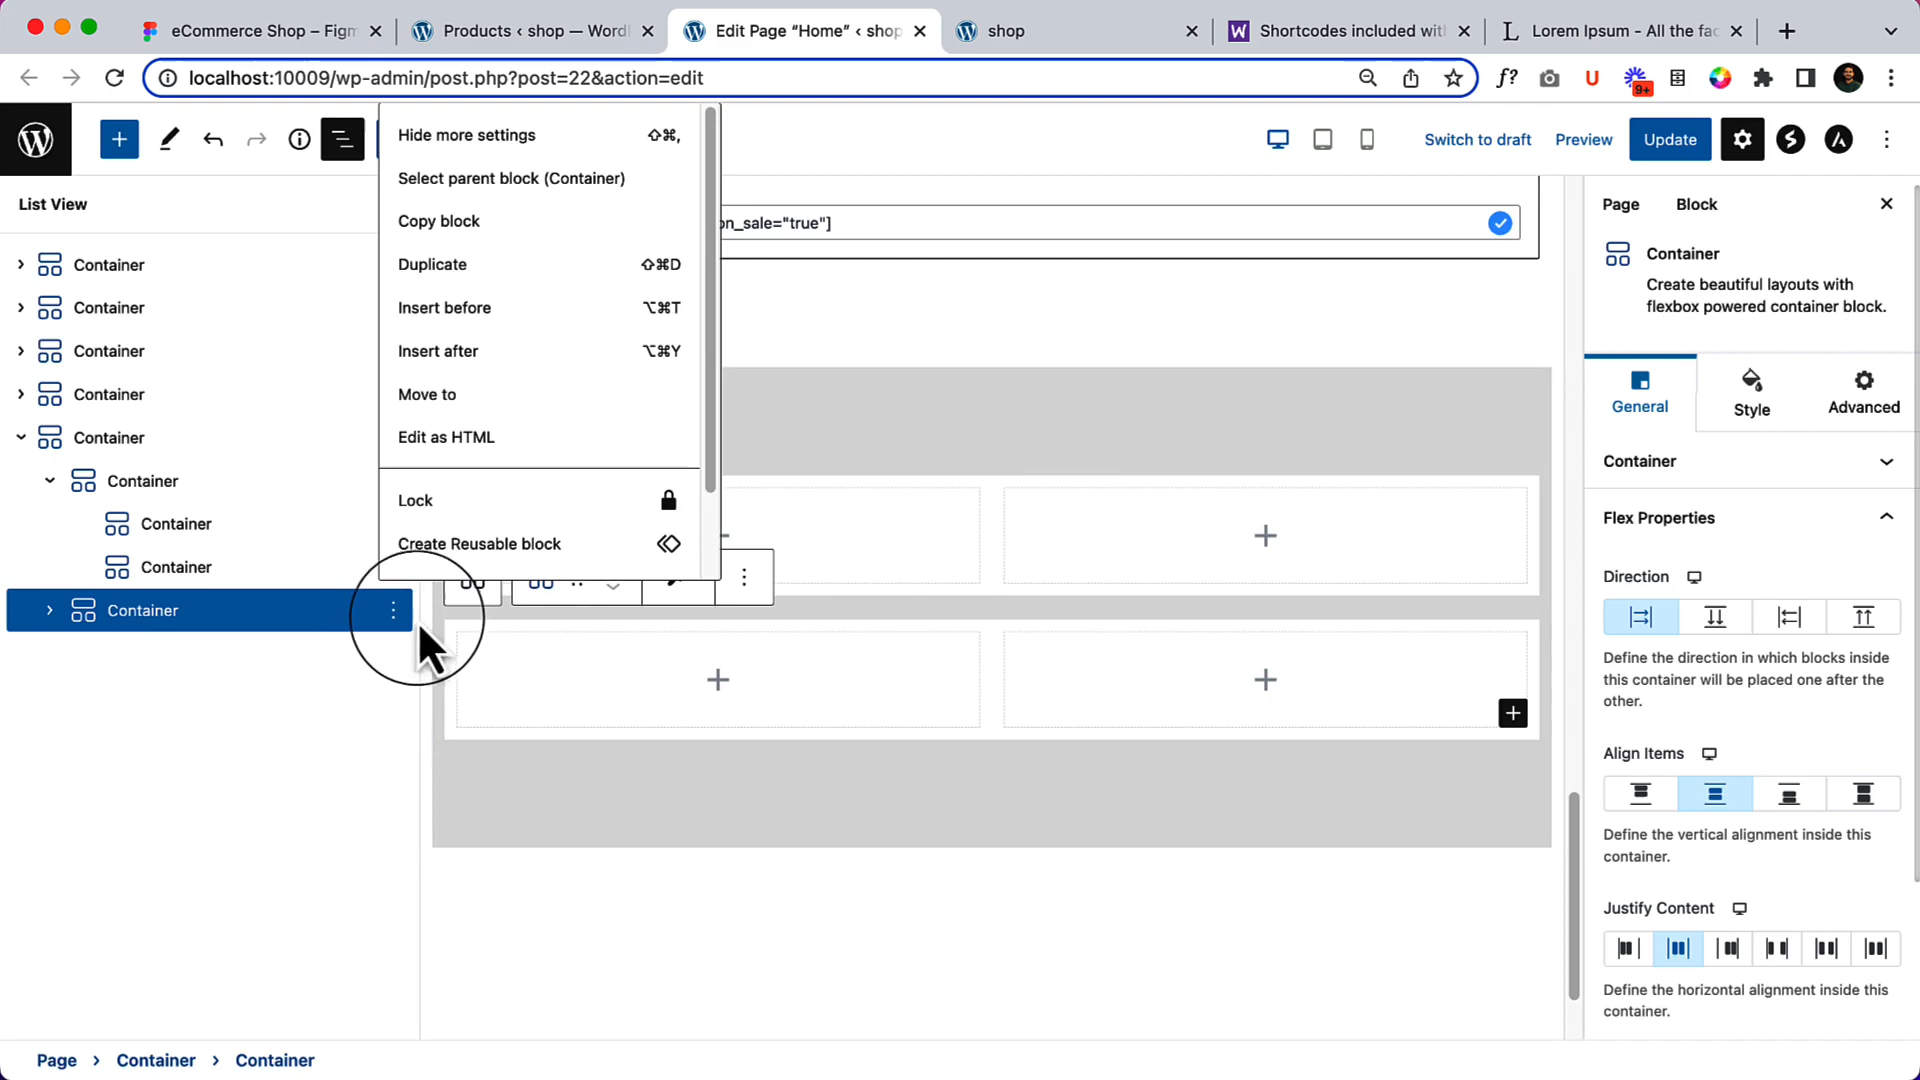 eCommerce Shop – Figm
Products ‹ shop — Word
Edit Page “Home” ‹ shop
shop
Shortcodes included wit
Lorem Ipsum - All the fac
localhost:10009/wp-admin/post.php?post=22&action=edit
f?
U
9+
Switch to draft
Preview
Update
List View
Container
Container
Container
Container
Container
Container
Container
Container
Container
Hide more settings ⇧⌘,
Select parent block (Container)
Copy block
Duplicate ⇧⌘D
Insert before ⌥⌘T
Insert after ⌥⌘Y
Move to
Edit as HTML
Lock
Create Reusable block
on_sale="true"]
Page
Block
Container
Create beautiful layouts with
flexbox powered container block.
General
Style
Advanced
Container
Flex Properties
Direction
Define the direction in which blocks inside
this container will be placed one after the
other.
Align Items
Define the vertical alignment inside this
container.
Justify Content
Define the horizontal alignment inside this
container.
Page › Container › Container